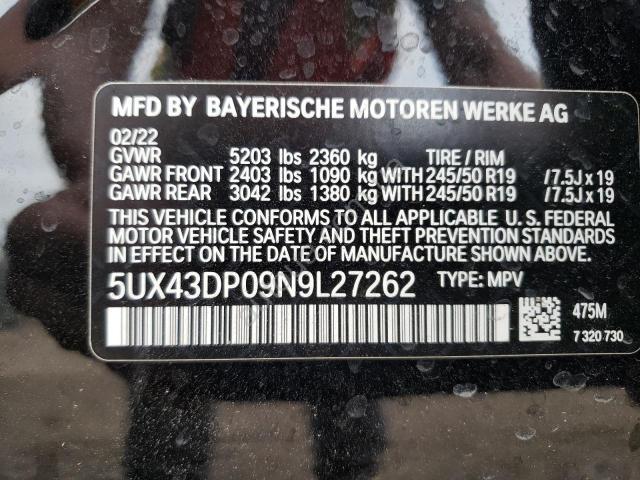 MFD BY BAYERISCHE MOTOREN WERKE AG
02/22
GVWR 5203 lbs 2360 kg TIRE / RIM
GAWR FRONT 2403 lbs 1090 kg WITH 245/50 R19 /7.5J x 19
GAWR REAR 3042 lbs 1380 kg WITH 245/50 R19 /7.5J x 19
THIS VEHICLE CONFORMS TO ALL APPLICABLE U. S. FEDERAL
MOTOR VEHICLE SAFETY AND THEFT PREVENTION STANDARDS
IN EFFECT ON THE DATE OF MANUFACTURE SHOWN ABOVE.
5UX43DP09N9L27262 TYPE: MPV
475M
7 320 730